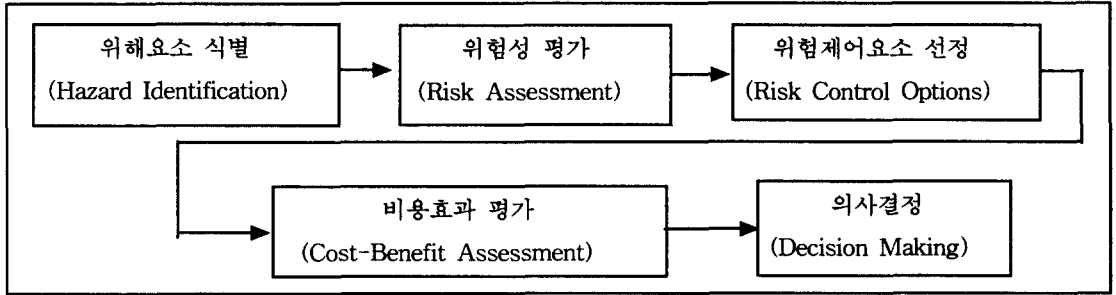 위해요소 식별
(Hazard Identification)
위험성 평가
(Risk Assessment)
위험제어요소 선정
(Risk Control Options)
비용효과 평가
(Cost-Benefit Assessment)
의사결정
(Decision Making)